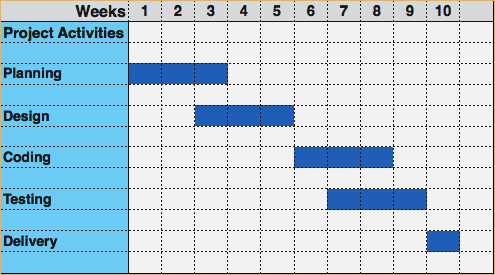 Weeks 1 2 3 4 5 6 7 8 9 10
Project Activities
Planning
Design
Coding
Testing
Delivery